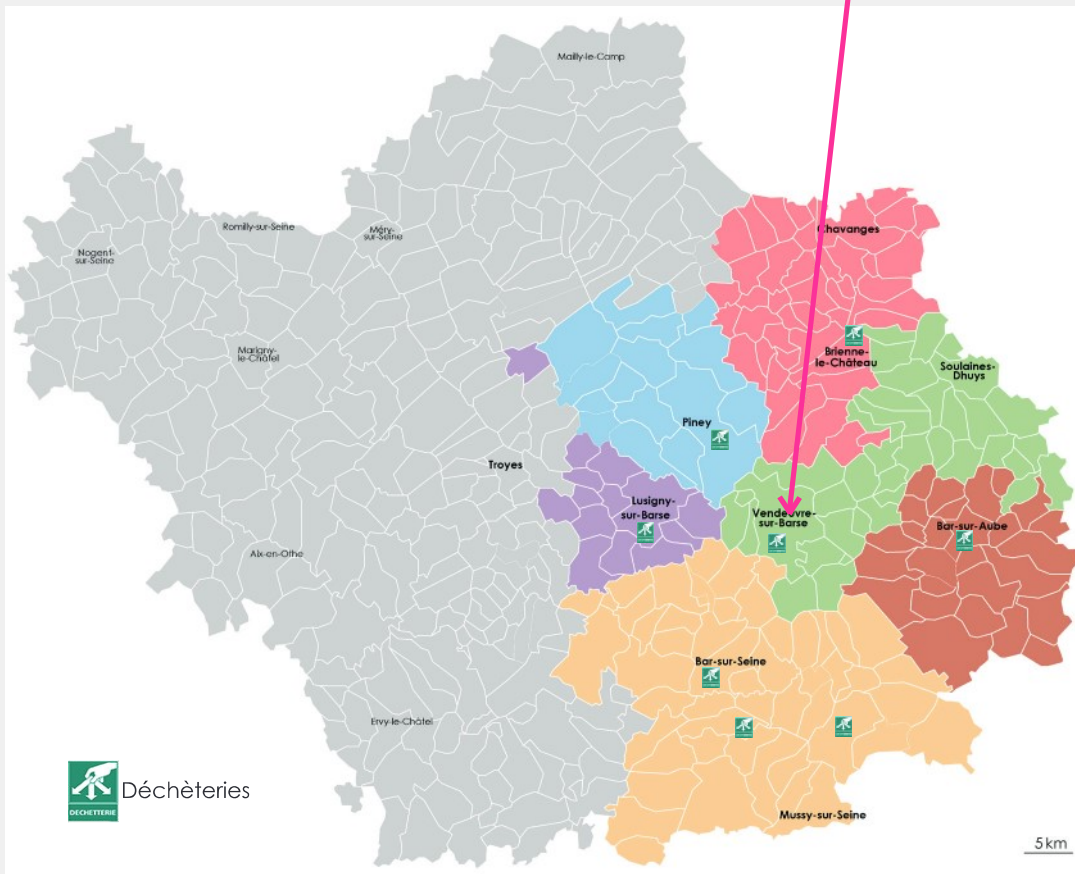 Mailly-le-Camp
Chavanges
Romilly-sur-Seine
Méry-
sur-Seine
Nogent-
sur-Seine
Marigny-
le-Châtel
Brienne-
le-Château
Soulaines-
Dhuys
Piney
Troyes
Lusigny-
sur-Barse
Vendeuvre-
sur-Barse
Bar-sur-Aube
Aix-en-Othe
Bar-sur-Seine
Ervy-le-Châtel
Mussy-sur-Seine
Déchèteries
DECHETTERIE
5 km